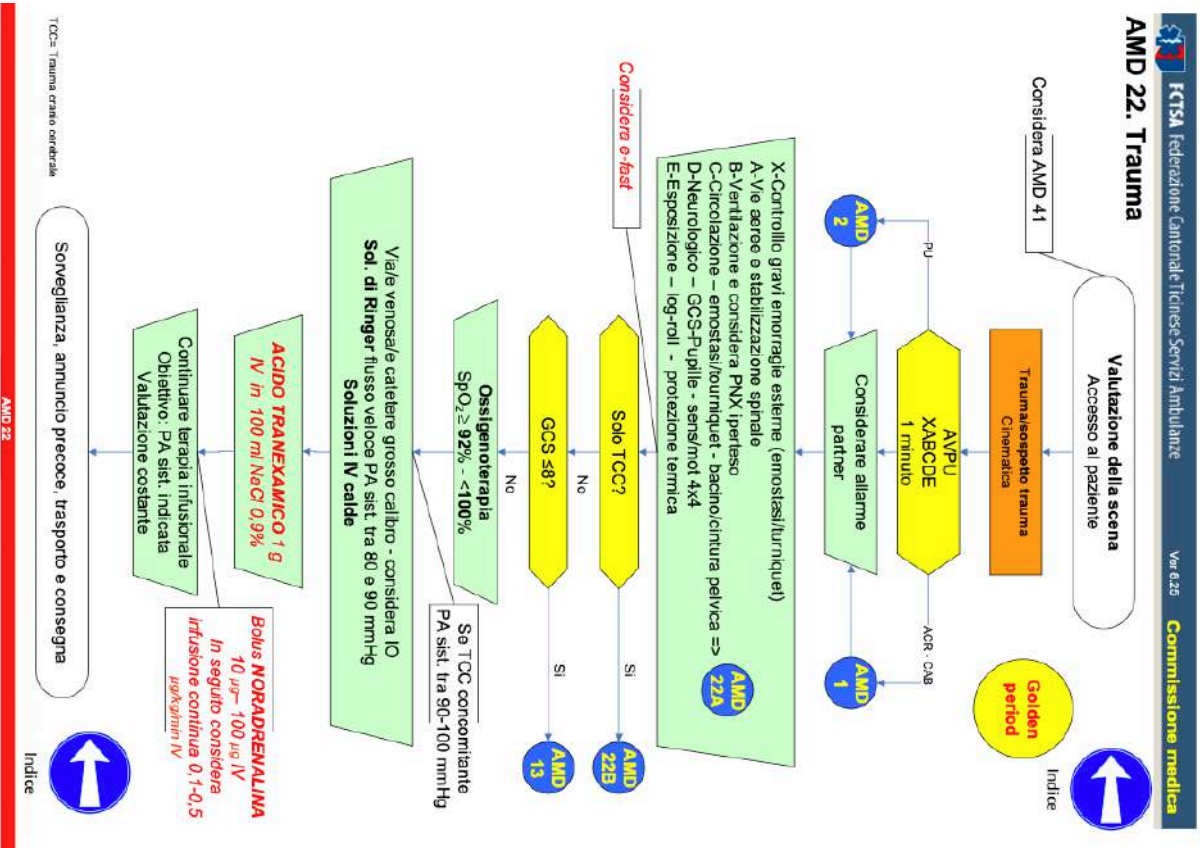 FCTSA Federazione Cantonale Ticinese Servizi Ambulanze
Ver 6.25
Commissione medica
AMD 22. Trauma
Indice
Golden
period
Valutazione della scena
Accesso al paziente
Considera AMD 41
Trauma/sospetto trauma
Cinematica
AVPU
XABCDE
1 minuto
PU
ACR - CAB
AMD
2
AMD
1
Considerare allarme
partner
X-Controlllo gravi emorragie esterne (emostasi/turniquet)
A-Vie aeree e stabilizzazione spinale
B-Ventilazione e considera PNX iperteso
C-Circolazione – emostasi/tourniquet - bacino/cintura pelvica =>
D-Neurologico – GCS-Pupille - sens/mot 4x4
E-Esposizione – log-roll - protezione termica
AMD
22A
Considera e-fast
Solo TCC?
Si
AMD
22B
No
GCS ≤8?
Si
AMD
13
No
Ossigenoterapia
SpO₂ ≥ 92% - <100%
Se TCC concomitante
PA sist. tra 90-100 mmHg
Via/e venosa/e catetere grosso calibro - considera IO
Sol. di Ringer flusso veloce PA sist. tra 80 e 90 mmHg
Soluzioni IV calde
ACIDO TRANEXAMICO 1 g
IV in 100 ml NaCl 0,9%
Bolus NORADRENALINA
10 µg– 100 µg IV
In seguito considera
infusione continua 0,1-0,5
µg/kg/min IV
Continuare terapia infusionale
Obiettivo: PA sist. indicata
Valutazione costante
Sorveglianza, annuncio precoce, trasporto e consegna
Indice
TCC= Trauma cranio cerebrale
AMD 22